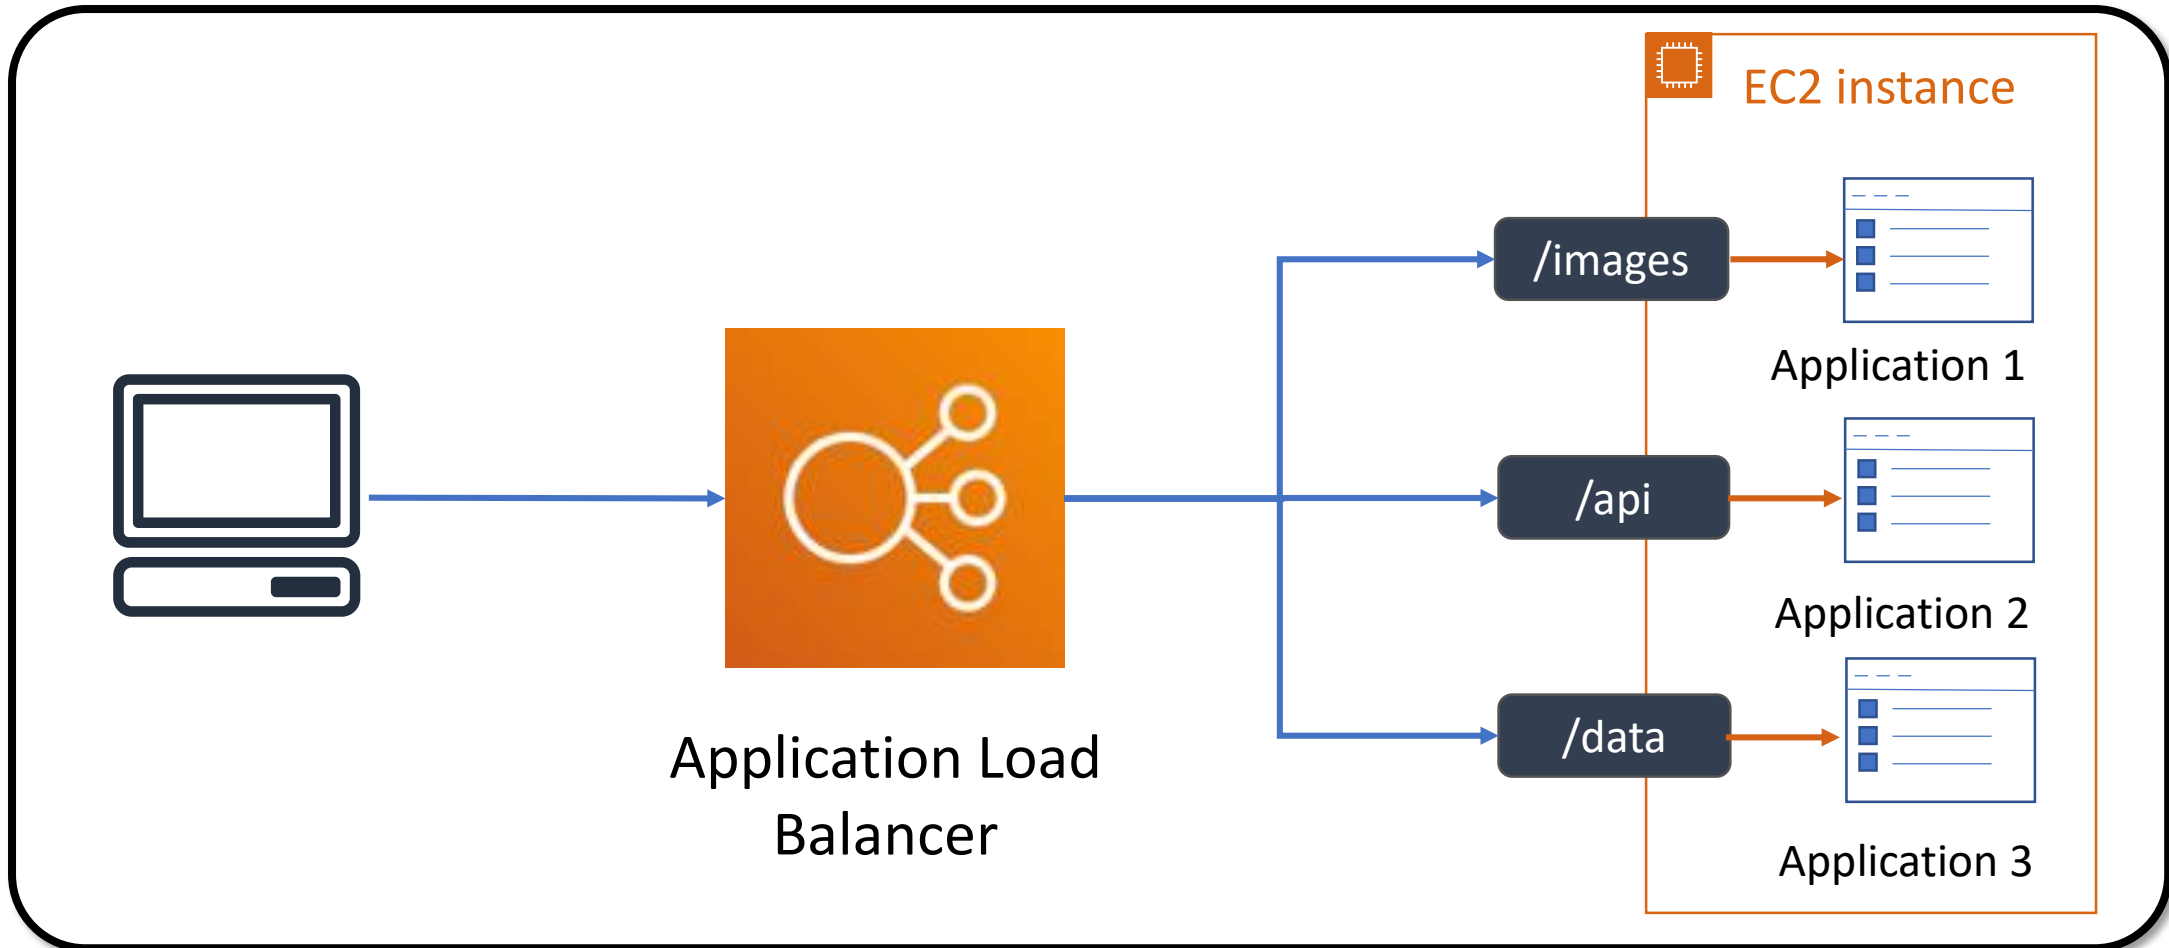 EC2 instance
/images
Application 1
/api
Application 2
Application Load
Balancer
/data
Application 3